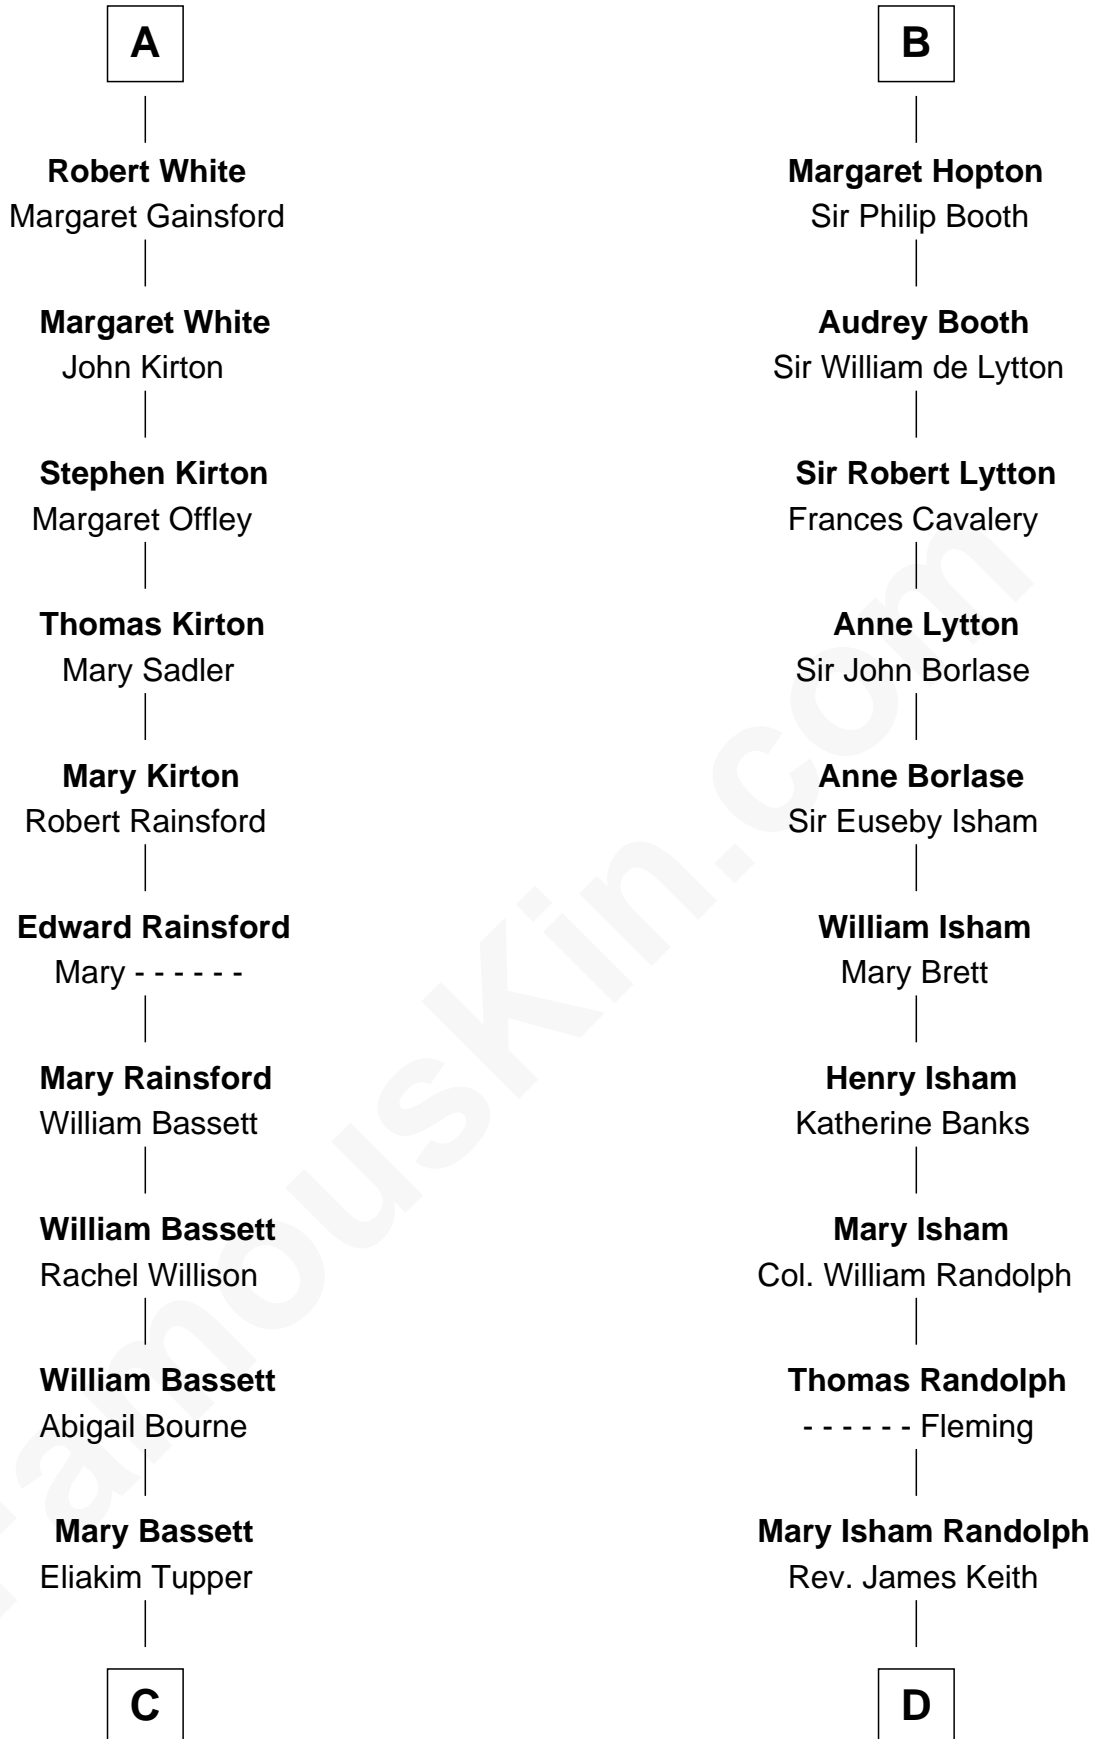 A
Robert White
Margaret Gainsford
Margaret White
John Kirton
Stephen Kirton
Margaret Offley
Thomas Kirton
Mary Sadler
Mary Kirton
Robert Rainsford
Edward Rainsford
Mary - - - - - -
Mary Rainsford
William Bassett
William Bassett
Rachel Willison
William Bassett
Abigail Bourne
Mary Bassett
Eliakim Tupper
C
B
Margaret Hopton
Sir Philip Booth
Audrey Booth
Sir William de Lytton
Sir Robert Lytton
Frances Cavalery
Anne Lytton
Sir John Borlase
Anne Borlase
Sir Euseby Isham
William Isham
Mary Brett
Henry Isham
Katherine Banks
Mary Isham
Col. William Randolph
Thomas Randolph
- - - - - - Fleming
Mary Isham Randolph
Rev. James Keith
D
FamousKin.com